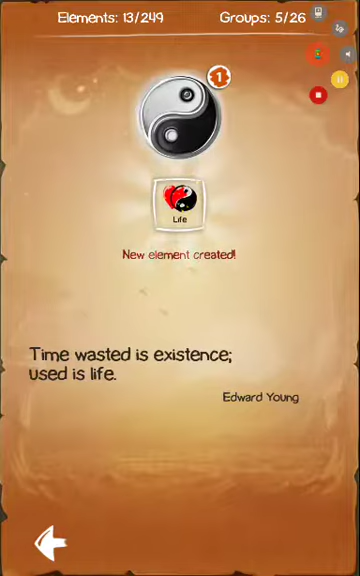 Elements: 13/249 Groups: 5/26
1
Life
New element created!
Time wasted is existence;
used is life.
Edward Young